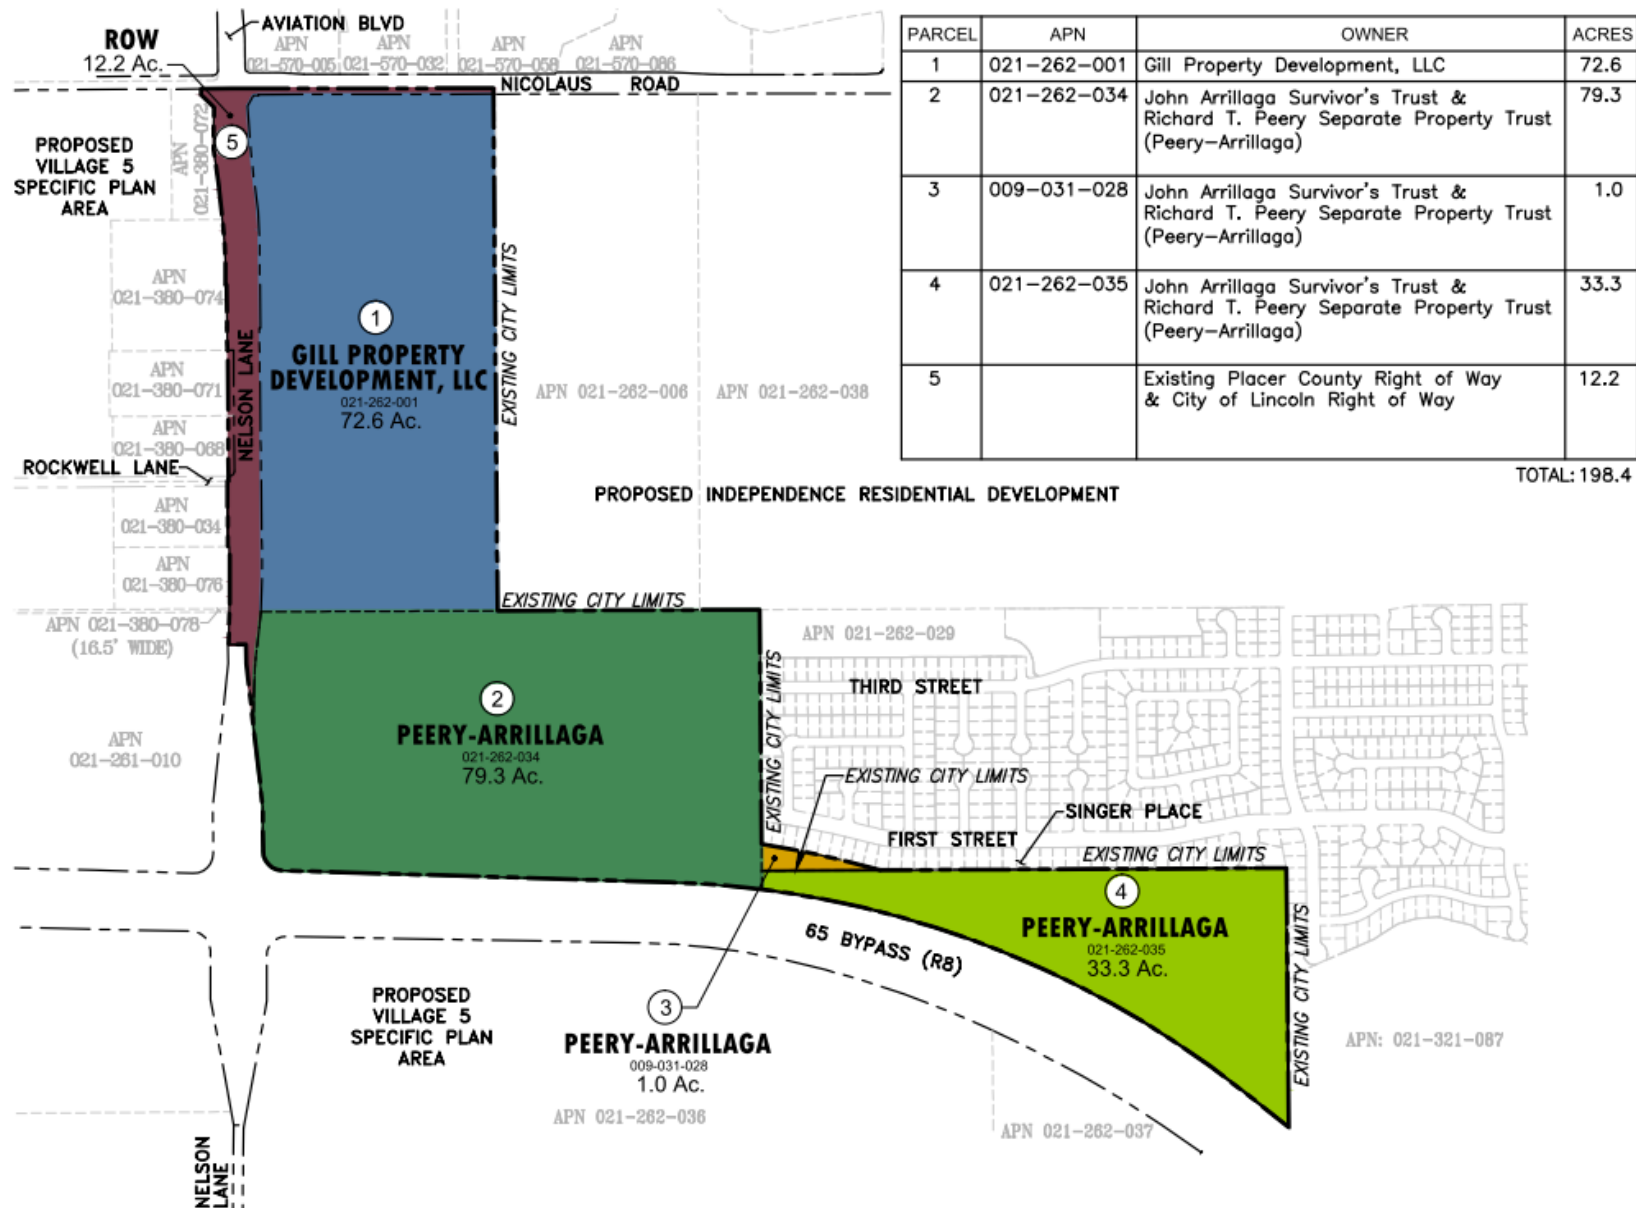 AVIATION BLVD
ROW
12.2 Ac.
APN
021-570-005
APN
021-570-032
APN
021-570-058
APN
021-570-086
NICOLAUS ROAD
PARCEL APN OWNER ACRES
1 021-262-001 Gill Property Development, LLC 72.6
2 021-262-034 John Arrillaga Survivor's Trust & 79.3
Richard T. Peery Separate Property Trust
(Peery-Arrillaga)
3 009-031-028 John Arrillaga Survivor's Trust & 1.0
Richard T. Peery Separate Property Trust
(Peery-Arrillaga)
4 021-262-035 John Arrillaga Survivor's Trust & 33.3
Richard T. Peery Separate Property Trust
(Peery-Arrillaga)
5 Existing Placer County Right of Way 12.2
& City of Lincoln Right of Way
TOTAL: 198.4
PROPOSED
VILLAGE 5
SPECIFIC PLAN
AREA
APN
021-380-072
5
APN
021-380-074
APN
021-380-071
APN
021-380-068
ROCKWELL LANE
APN
021-380-034
APN
021-380-076
APN 021-380-078
(16.5' WIDE)
NELSON LANE
1
GILL PROPERTY
DEVELOPMENT, LLC
021-262-001
72.6 Ac.
EXISTING CITY LIMITS
APN 021-262-006
APN 021-262-038
PROPOSED INDEPENDENCE RESIDENTIAL DEVELOPMENT
EXISTING CITY LIMITS
APN 021-262-029
THIRD STREET
EXISTING CITY LIMITS
2
PEERY-ARRILLAGA
021-262-034
79.3 Ac.
APN
021-261-010
EXISTING CITY LIMITS
SINGER PLACE
FIRST STREET
EXISTING CITY LIMITS
4
PEERY-ARRILLAGA
021-262-035
33.3 Ac.
65 BYPASS (R8)
EXISTING CITY LIMITS
PROPOSED
VILLAGE 5
SPECIFIC PLAN
AREA
3
PEERY-ARRILLAGA
009-031-028
1.0 Ac.
APN: 021-321-087
APN 021-262-036
APN 021-262-037
NELSON
LANE